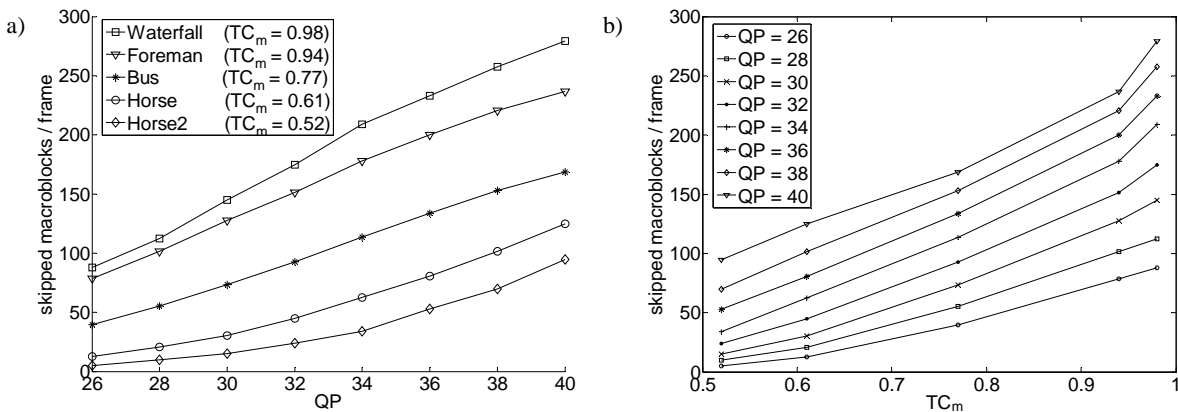 a)
skipped macroblocks / frame
300
250
200
150
100
50
0
Waterfall (TCm = 0.98)
Foreman (TCm = 0.94)
Bus (TCm = 0.77)
Horse (TCm = 0.61)
Horse2 (TCm = 0.52)
26 28 30 32 34 36 38 40
QP
b)
skipped macroblocks / frame
300
250
200
150
100
50
0
QP = 26
QP = 28
QP = 30
QP = 32
QP = 34
QP = 36
QP = 38
QP = 40
0.5 0.6 0.7 0.8 0.9 1
TCm